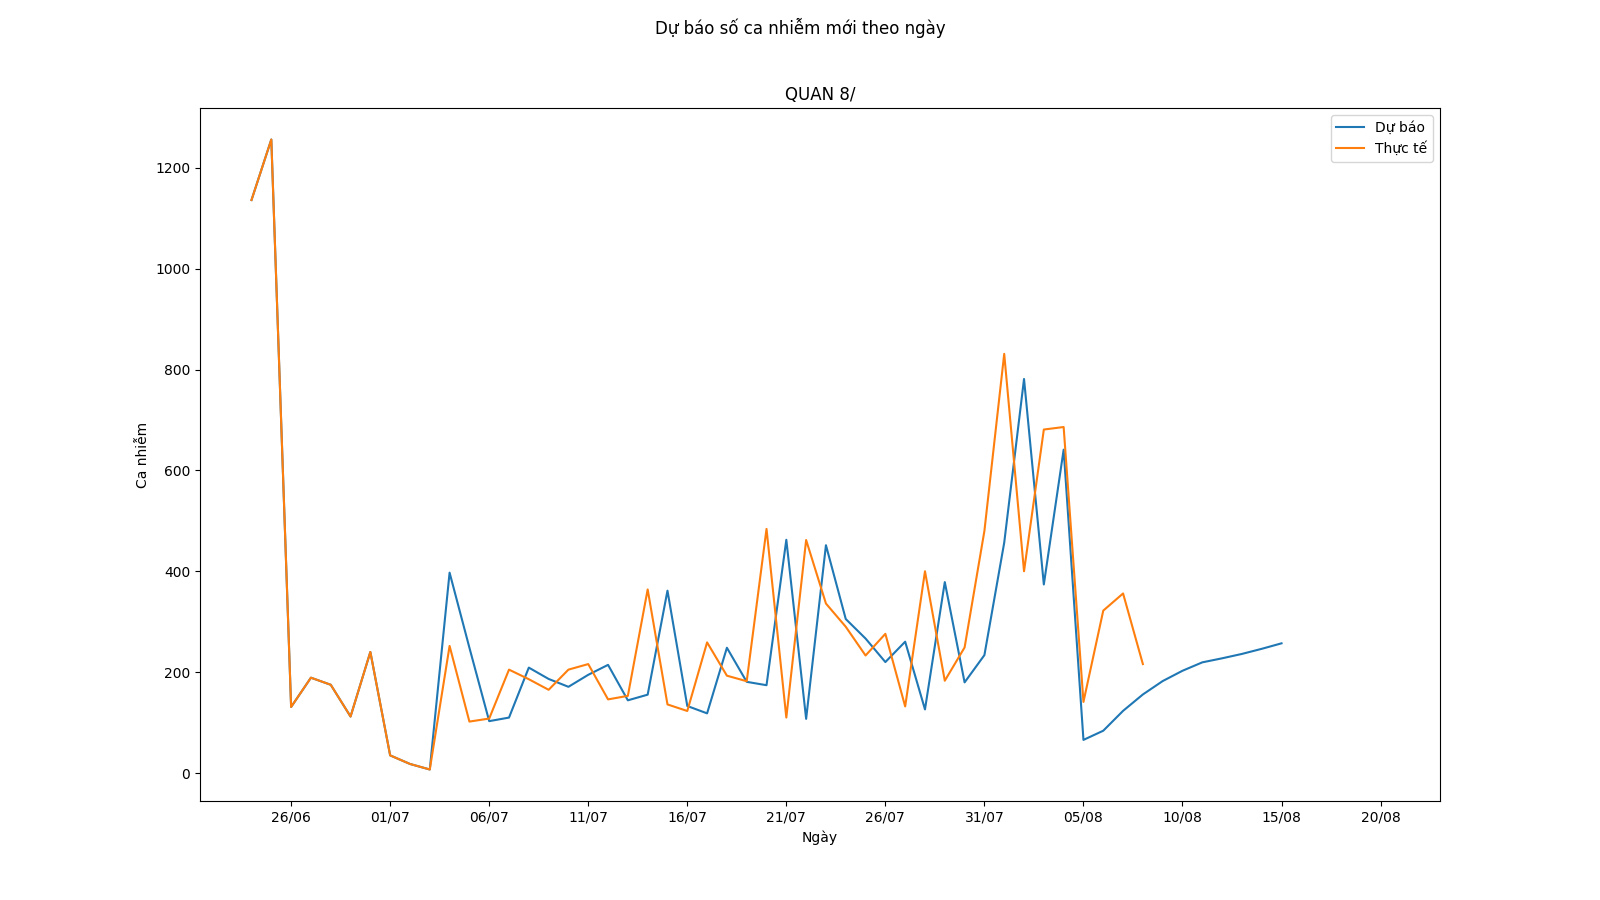 Dự báo số ca nhiễm mới theo ngày
QUAN 8/
Dự báo
Thực tế
1200
1000
800
600
400
200
0
Ca nhiễm
26/06 01/07 06/07 11/07 16/07 21/07 26/07 31/07 05/08 10/08 15/08 20/08
Ngày